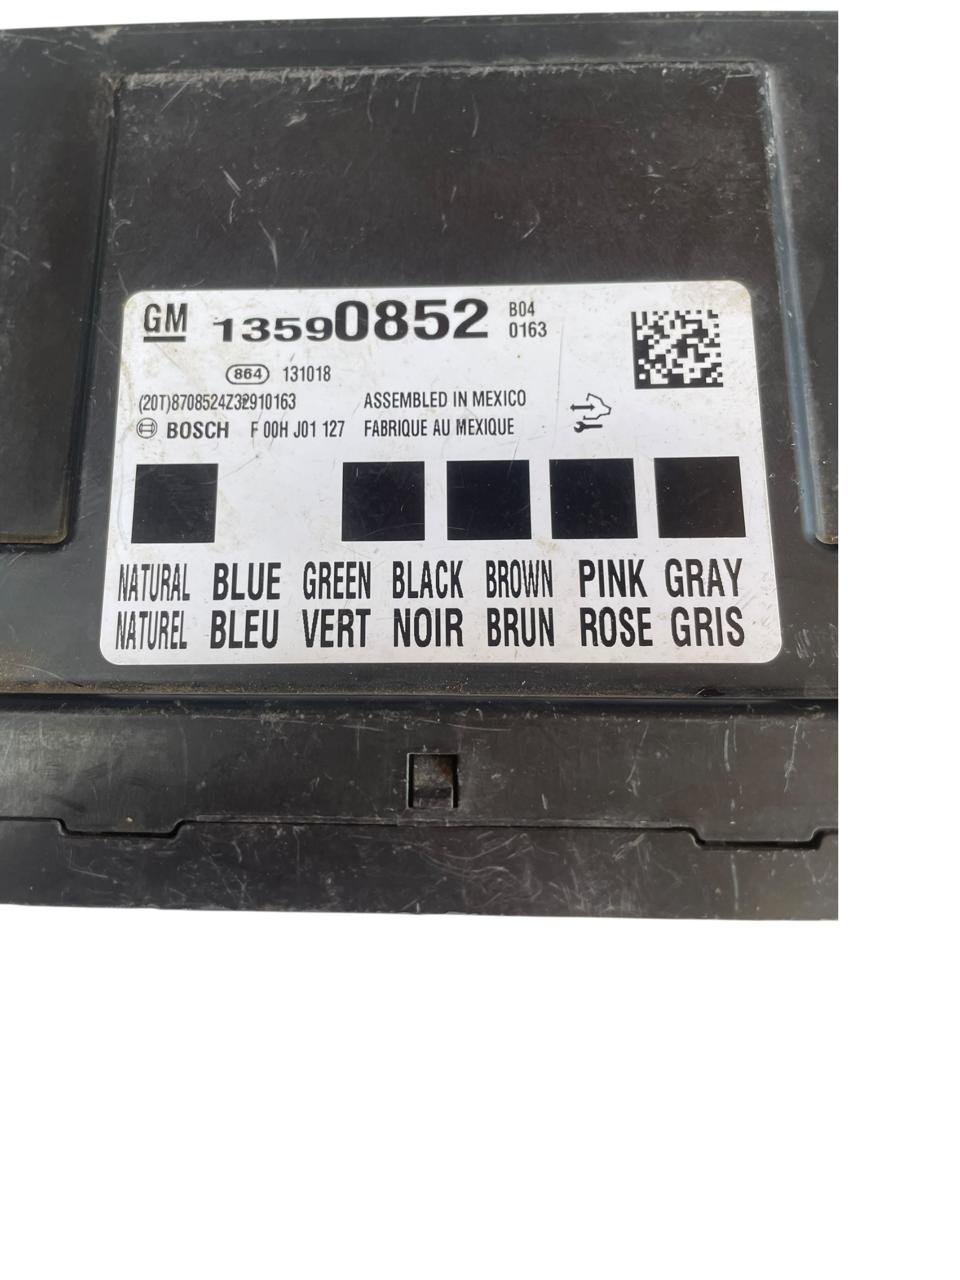 GM 13590852 B04
0163
864 131018
(20T)8708524Z32910163 ASSEMBLED IN MEXICO
BOSCH F 00H J01 127 FABRIQUE AU MEXIQUE
NATURAL BLUE GREEN BLACK BROWN PINK GRAY
NATUREL BLEU VERT NOIR BRUN ROSE GRIS